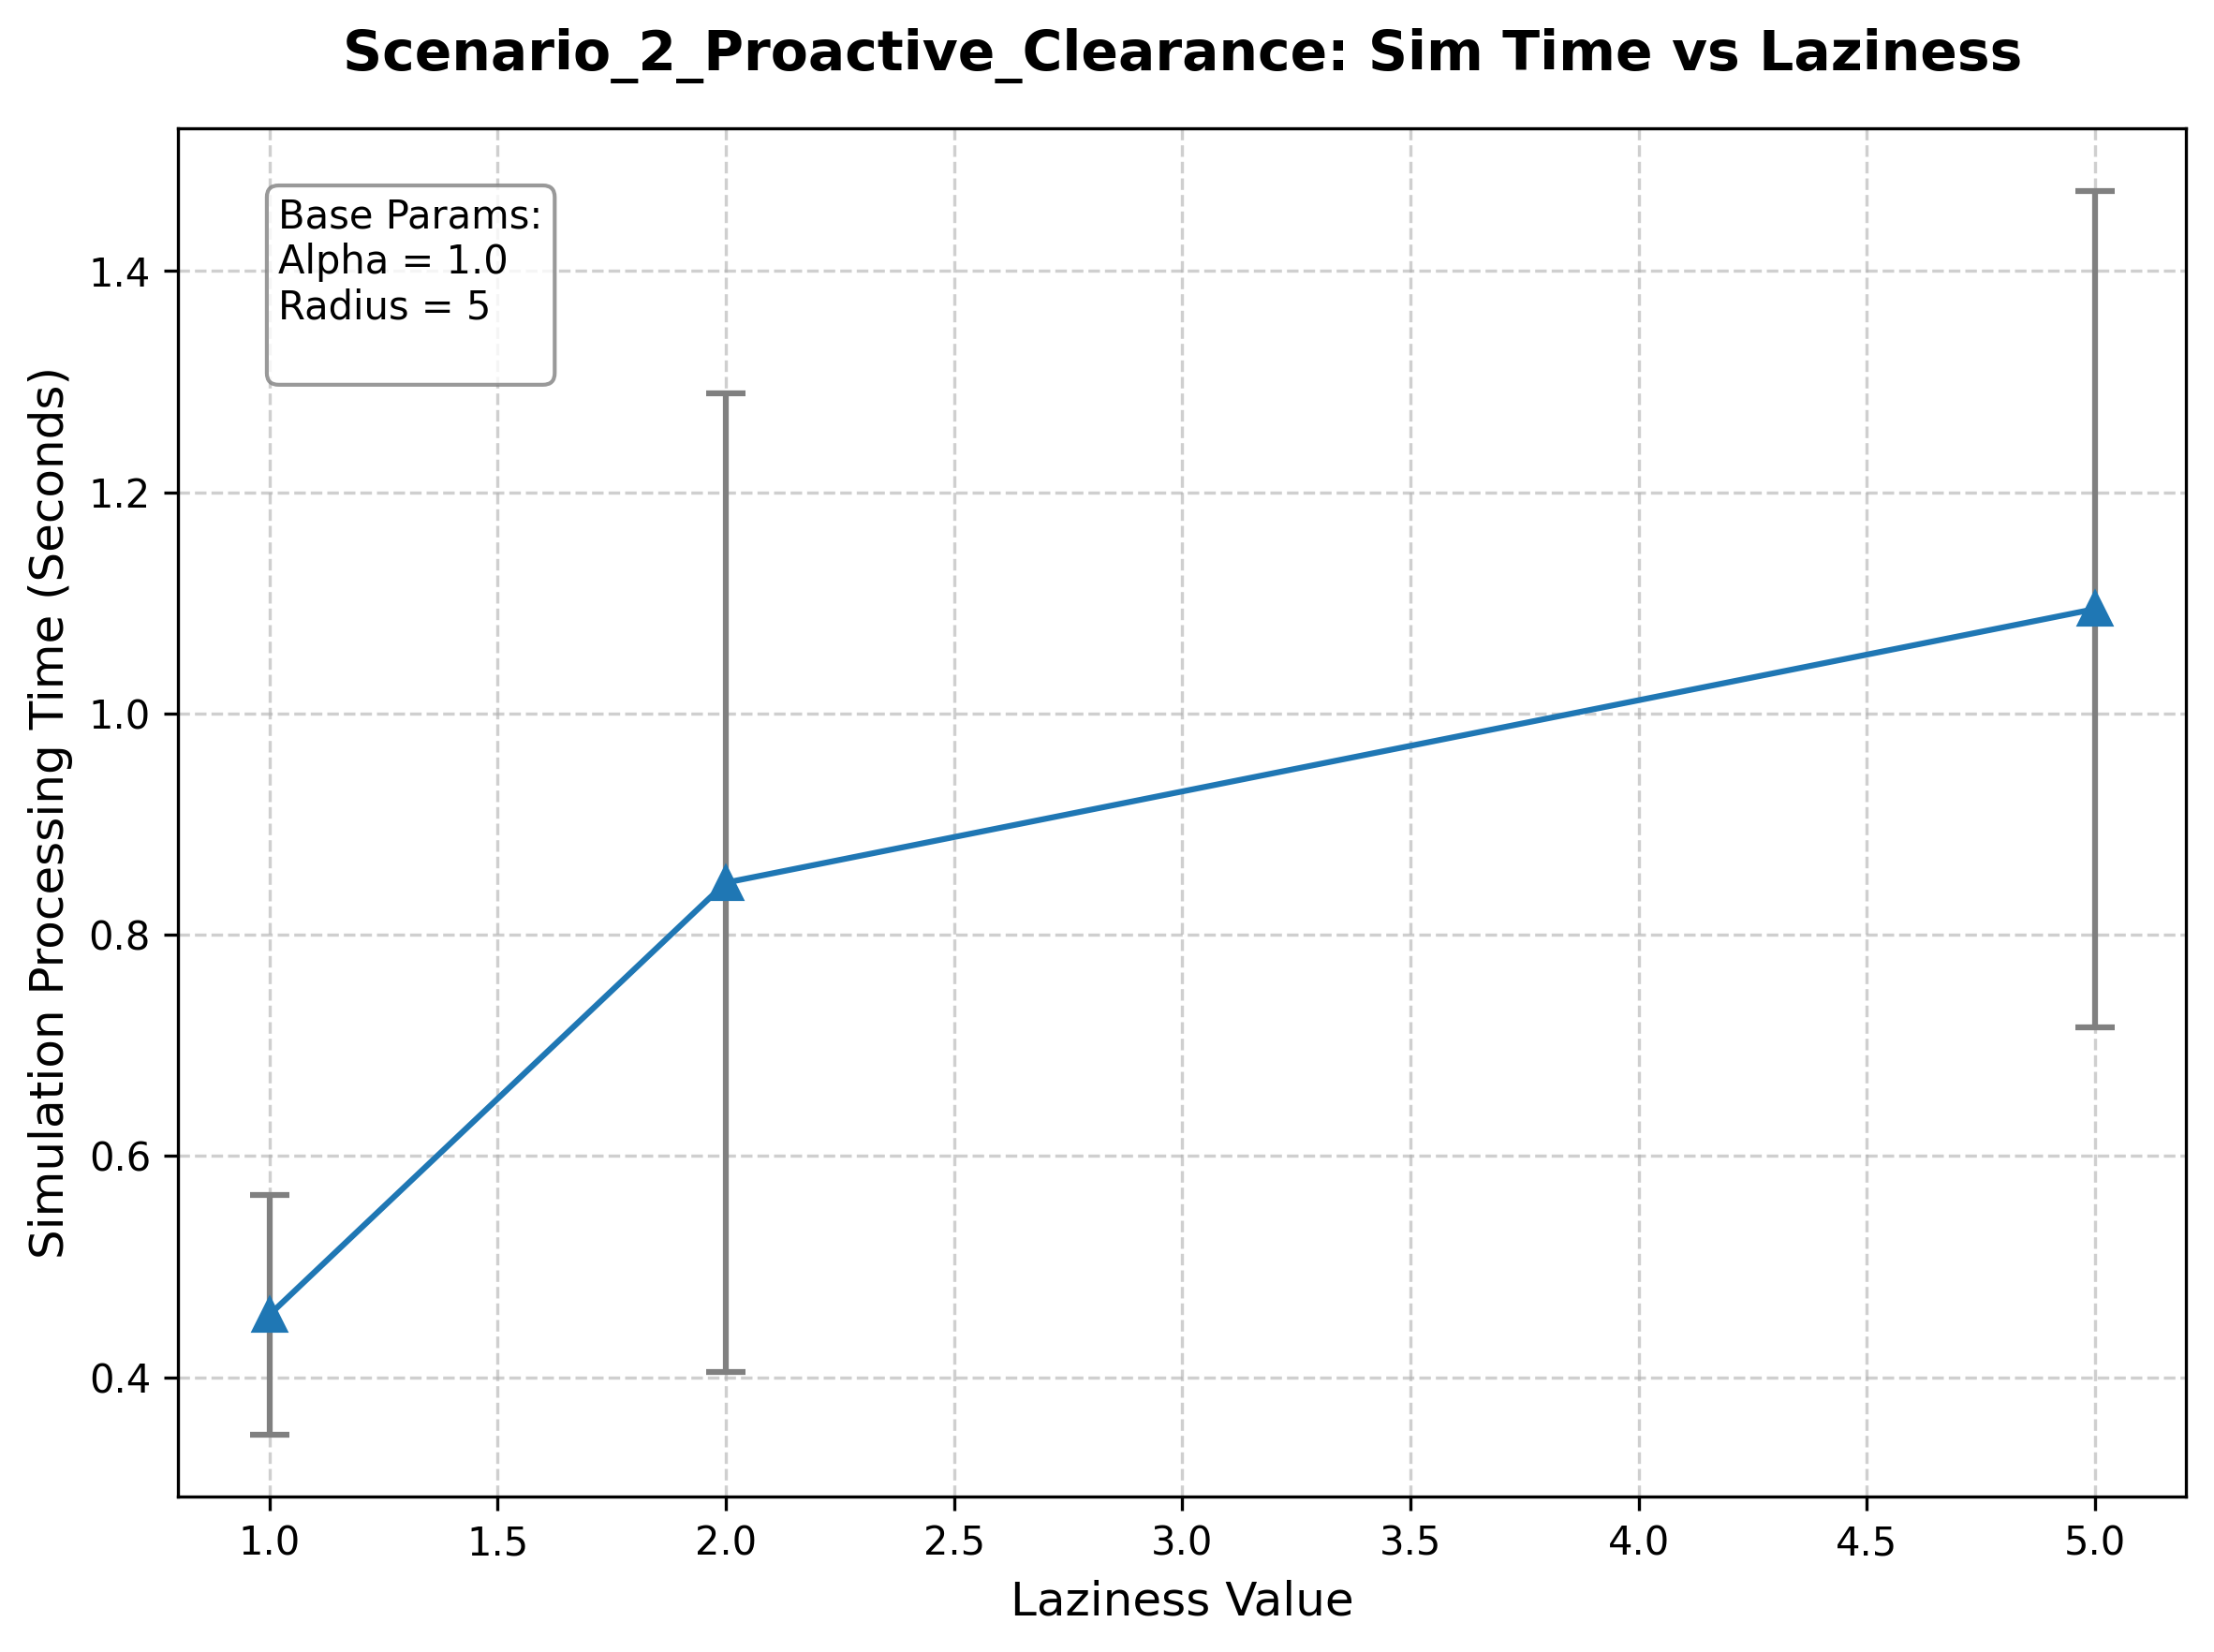 Scenario_2_Proactive_Clearance: Sim Time vs Laziness
Base Params:
Alpha = 1.0
Radius = 5
Simulation Processing Time (Seconds)
1.4
1.2
1.0
0.8
0.6
0.4
1.0 1.5 2.0 2.5 3.0 3.5 4.0 4.5 5.0
Laziness Value